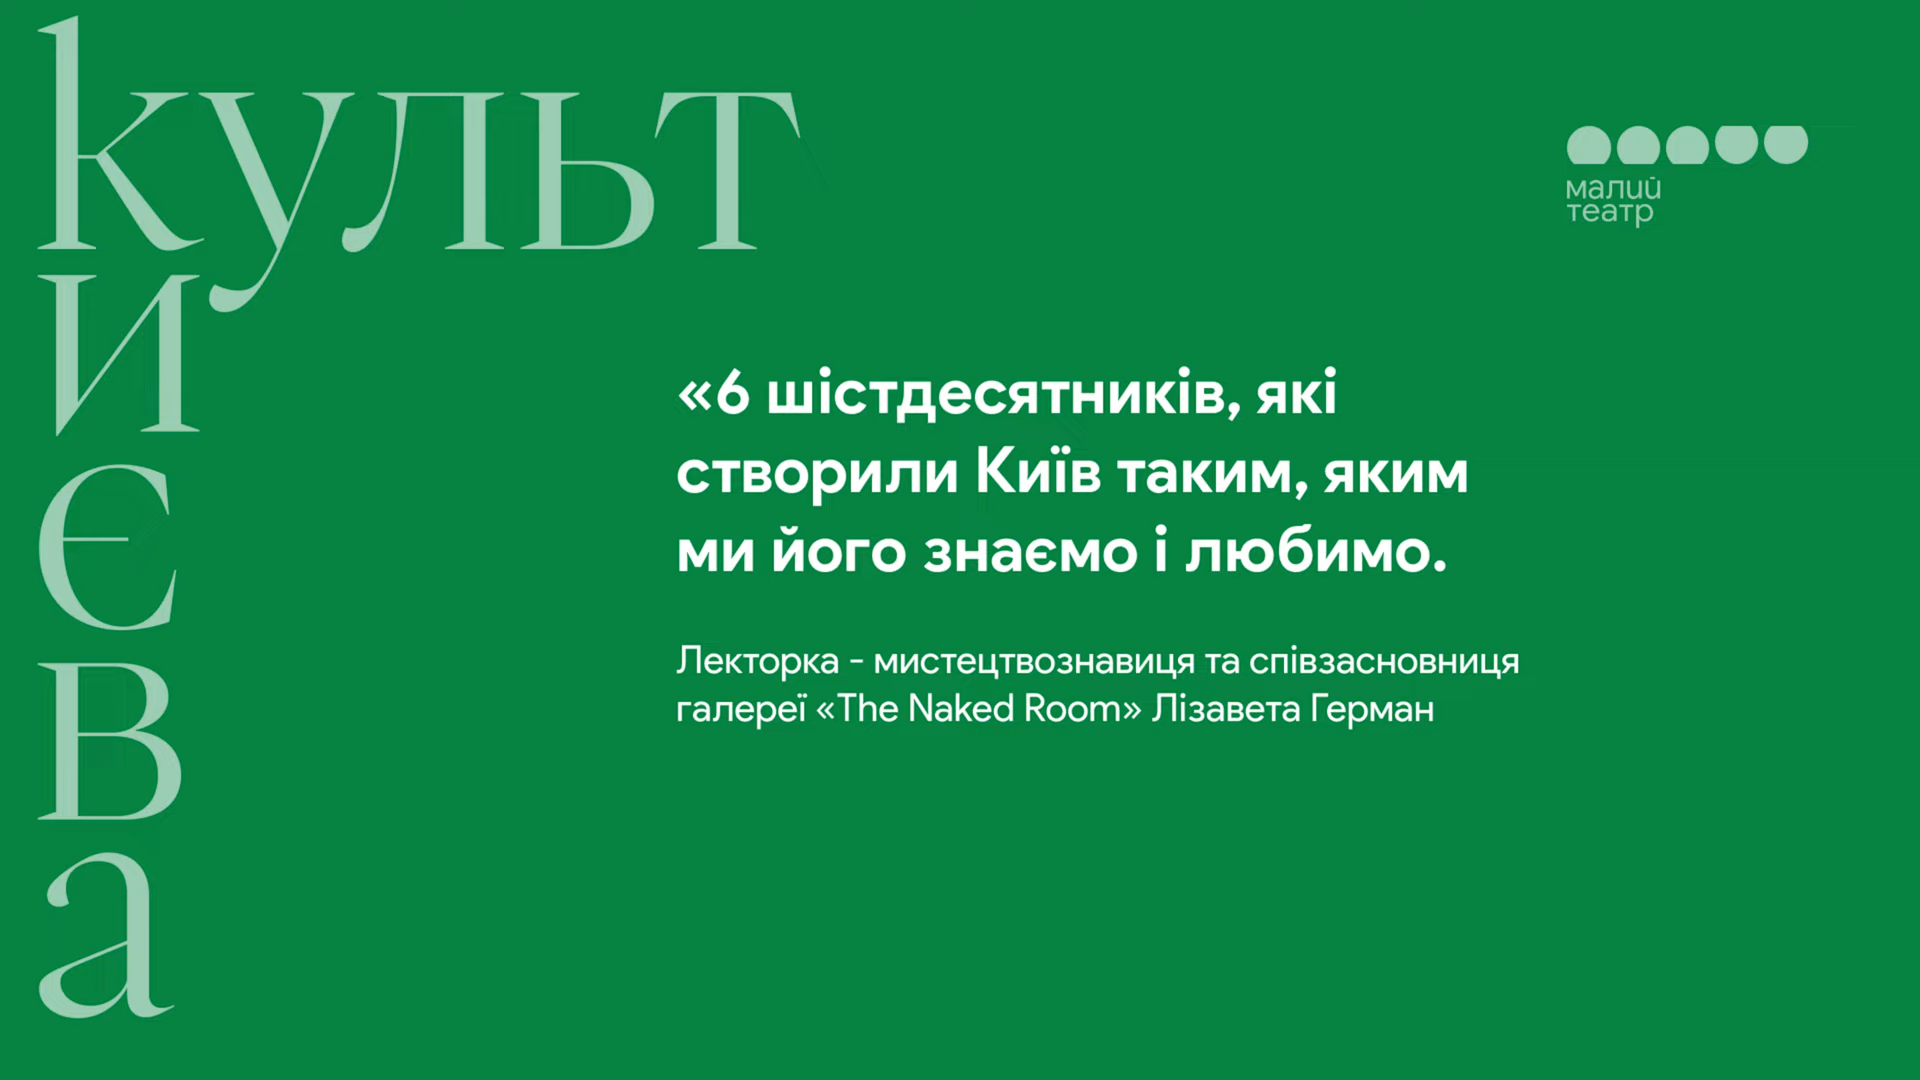 культ
києва
малий
театр
«6 шістдесятників, які
створили Київ таким, яким
ми його знаємо і любимо.
Лекторка - мистецтвознавиця та співзасновниця
галереї «The Naked Room» Лізавета Герман